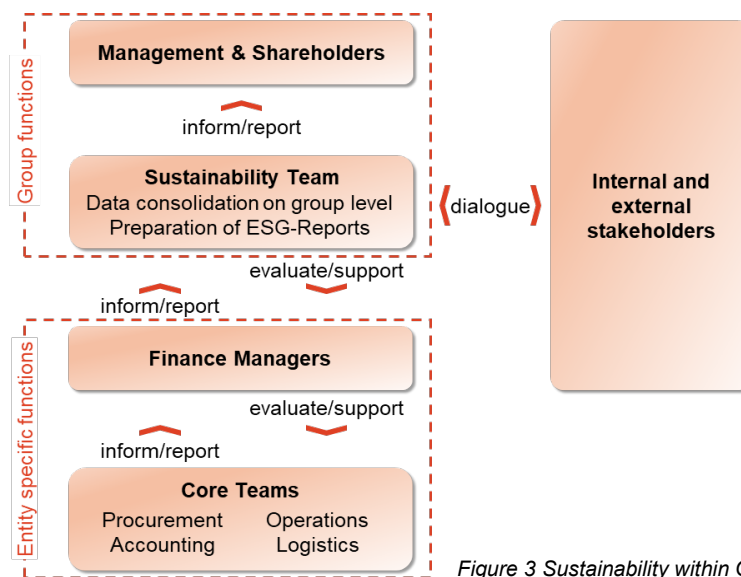 Group functions
Management & Shareholders
inform/report
Sustainability Team
Data consolidation on group level
Preparation of ESG-Reports
dialogue
Internal and
external
stakeholders
evaluate/support
inform/report
Entity specific functions
Finance Managers
evaluate/support
inform/report
Core Teams
Procurement Operations
Accounting Logistics
Figure 3 Sustainability within